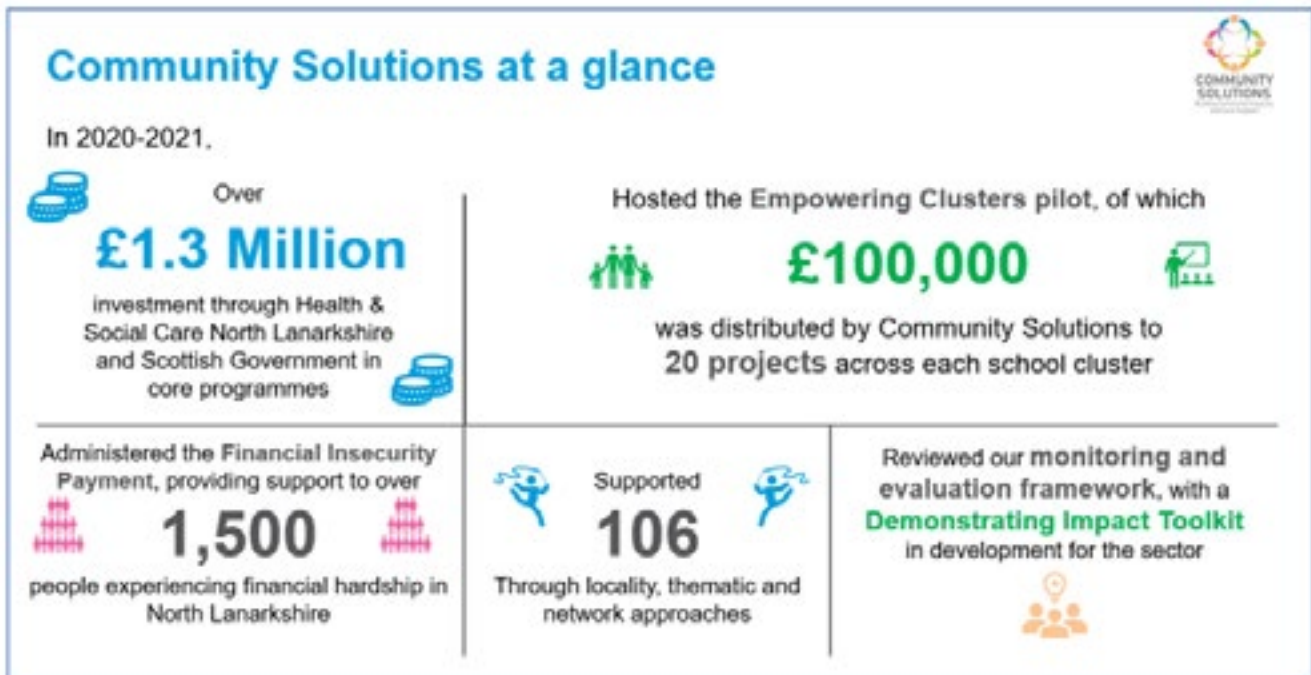 Community Solutions at a glance
COMMUNITY
SOLUTIONS
In 2020-2021,
Over
£1.3 Million
investment through Health &
Social Care North Lanarkshire
and Scottish Government in
core programmes
Hosted the Empowering Clusters pilot, of which
£100,000
was distributed by Community Solutions to
20 projects across each school cluster
Administered the Financial Insecurity
Payment, providing support to over
1,500
people experiencing financial hardship in
North Lanarkshire
Supported
106
Through locality, thematic and
network approaches
Reviewed our monitoring and
evaluation framework, with a
Demonstrating Impact Toolkit
in development for the sector